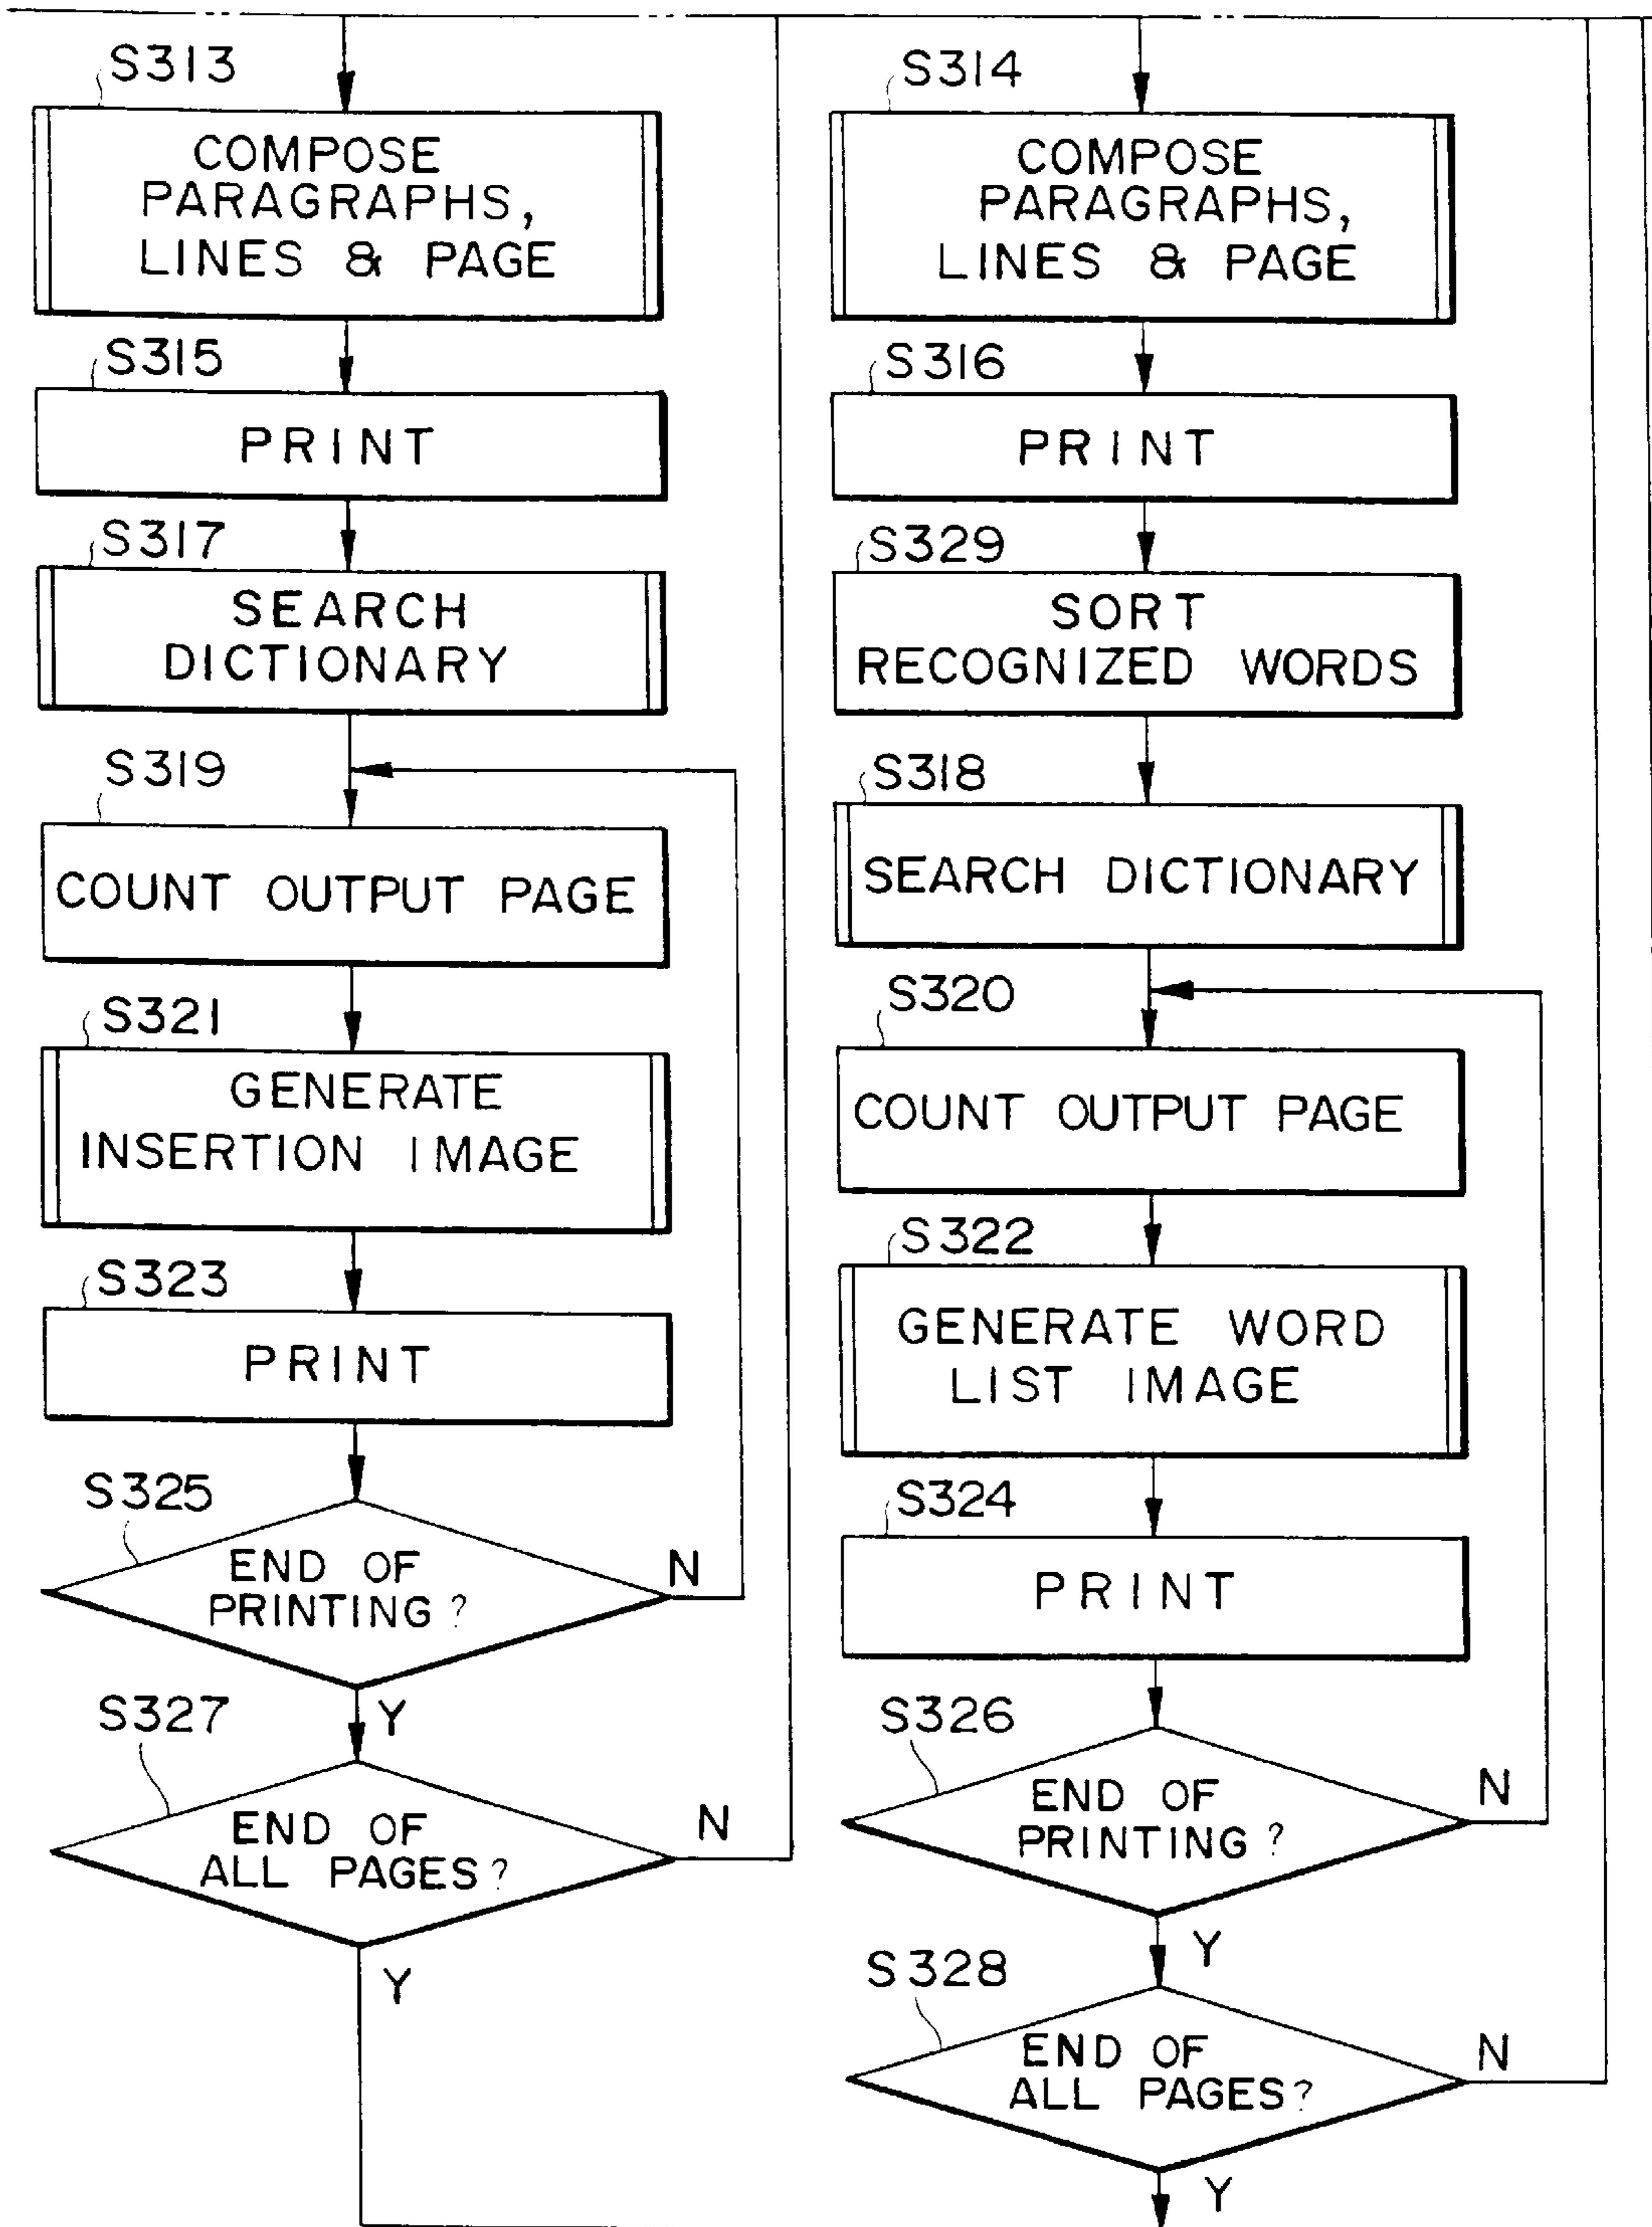 S313
COMPOSE
PARAGRAPHS,
LINES & PAGE
S315
PRINT
S317
SEARCH
DICTIONARY
S319
COUNT OUTPUT PAGE
S321
GENERATE
INSERTION IMAGE
S323
PRINT
S325
END OF
PRINTING?
N
Y
S327
END OF
ALL PAGES?
N
Y
S314
COMPOSE
PARAGRAPHS,
LINES & PAGE
S316
PRINT
S329
SORT
RECOGNIZED WORDS
S318
SEARCH DICTIONARY
S320
COUNT OUTPUT PAGE
S322
GENERATE WORD
LIST IMAGE
S324
PRINT
S326
END OF
PRINTING?
N
Y
S328
END OF
ALL PAGES?
N
Y